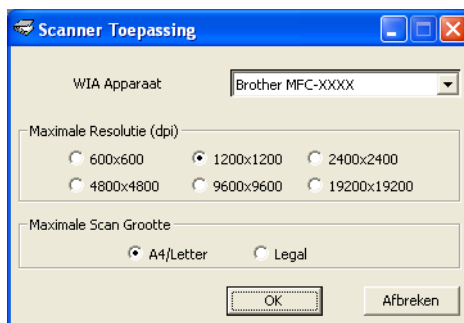 Scanner Toepassing
WIA Apparaat Brother MFC-XXXX
Maximale Resolutie (dpi)
600x600 1200x1200 2400x2400
4800x4800 9600x9600 19200x19200
Maximale Scan Grootte
A4/Letter Legal
OK Afbreken